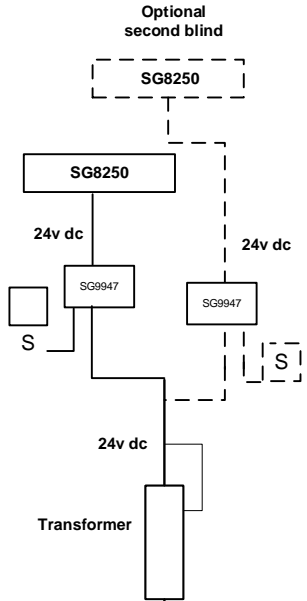 Optional
second blind
SG8250
SG8250
24v dc
24v dc
SG9947
SG9947
S
S
24v dc
Transformer